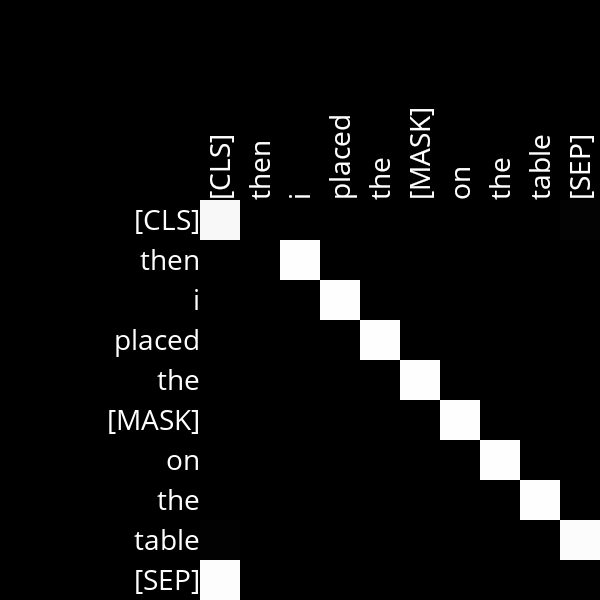 [CLS]
then
i
placed
the
[MASK]
on
the
table
[SEP]
[CLS]
then
i
placed
the
[MASK]
on
the
table
[SEP]